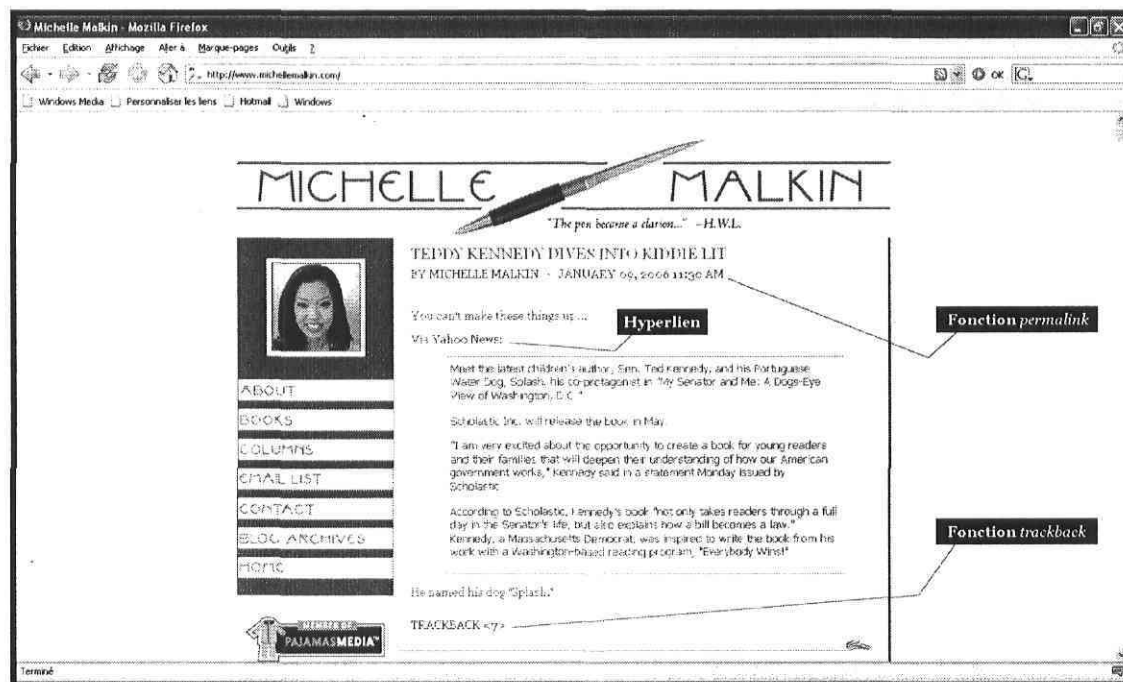 Michelle Malkin - Mozilla Firefox
Fichier Edition Affichage Aller à Marque-pages Outils ?
http://www.michellemalkin.com/
OK
Windows Media Personnaliser les liens Hotmail Windows
MICHELLE MALKIN
"The pen became a clarion..." –H.W.L.
TEDDY KENNEDY DIVES INTO KIDDIE LIT
BY MICHELLE MALKIN · JANUARY 09, 2006 11:30 AM
Fonction permalink
You can't make these things up ...
Hyperlien
Via Yahoo News:
Meet the latest children's author, Sen. Ted Kennedy, and his Portuguese
Water Dog, Splash, his co-protagonist in "My Senator and Me: A Dogs-Eye
View of Washington, D.C."
Scholastic Inc. will release the book in May.
"I am very excited about the opportunity to create a book for young readers
and their families that will deepen their understanding of how our American
government works," Kennedy said in a statement Monday issued by
Scholastic
According to Scholastic, Kennedy's book "not only takes readers through a full
day in the Senator's life, but also explains how a bill becomes a law."
Kennedy, a Massachusetts Democrat, was inspired to write the book from his
work with a Washington-based reading program, "Everybody Wins!"
Fonction trackback
He named his dog "Splash."
TRACKBACK <7>
ABOUT
BOOKS
COLUMNS
EMAIL LIST
CONTACT
BLOG ARCHIVES
HOME
MEMBER OF
PAJAMASMEDIA™
Terminé